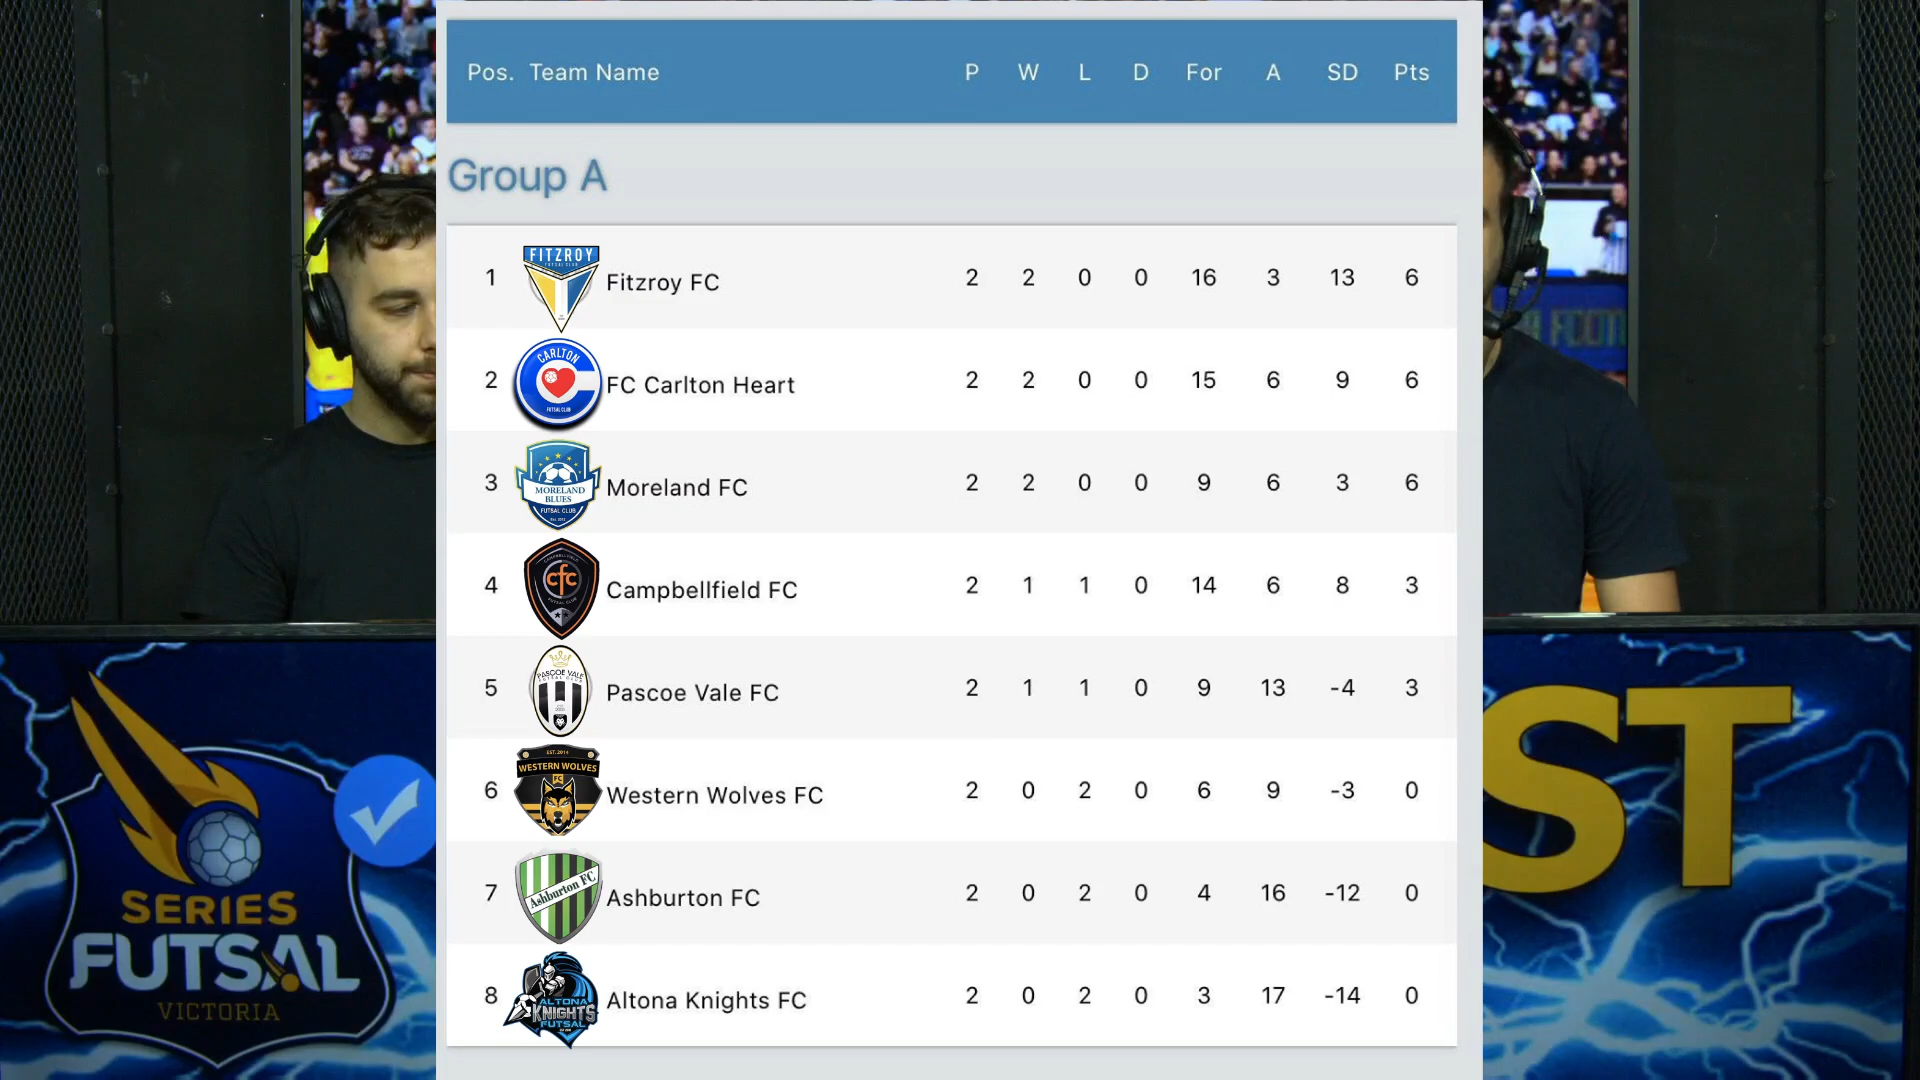 Pos. Team Name P W L D For A SD Pts
Group A
1 FITZROY Fitzroy FC 2 2 0 0 16 3 13 6
2 CARLTON FUTSAL CLUB FC Carlton Heart 2 2 0 0 15 6 9 6
3 MORELAND BLUES FUTSAL CLUB Moreland FC 2 2 0 0 9 6 3 6
4 cfc Campbellfield FC 2 1 1 0 14 6 8 3
5 PASCOE VALE FUTSAL CLUB Pascoe Vale FC 2 1 1 0 9 13 -4 3
6 EST. 2014 WESTERN WOLVES FC Western Wolves FC 2 0 2 0 6 9 -3 0
7 Ashburton FC Ashburton FC 2 0 2 0 4 16 -12 0
8 ALTONA KNIGHTS FUTSAL Altona Knights FC 2 0 2 0 3 17 -14 0
SERIES
FUTSAL
VICTORIA
ST